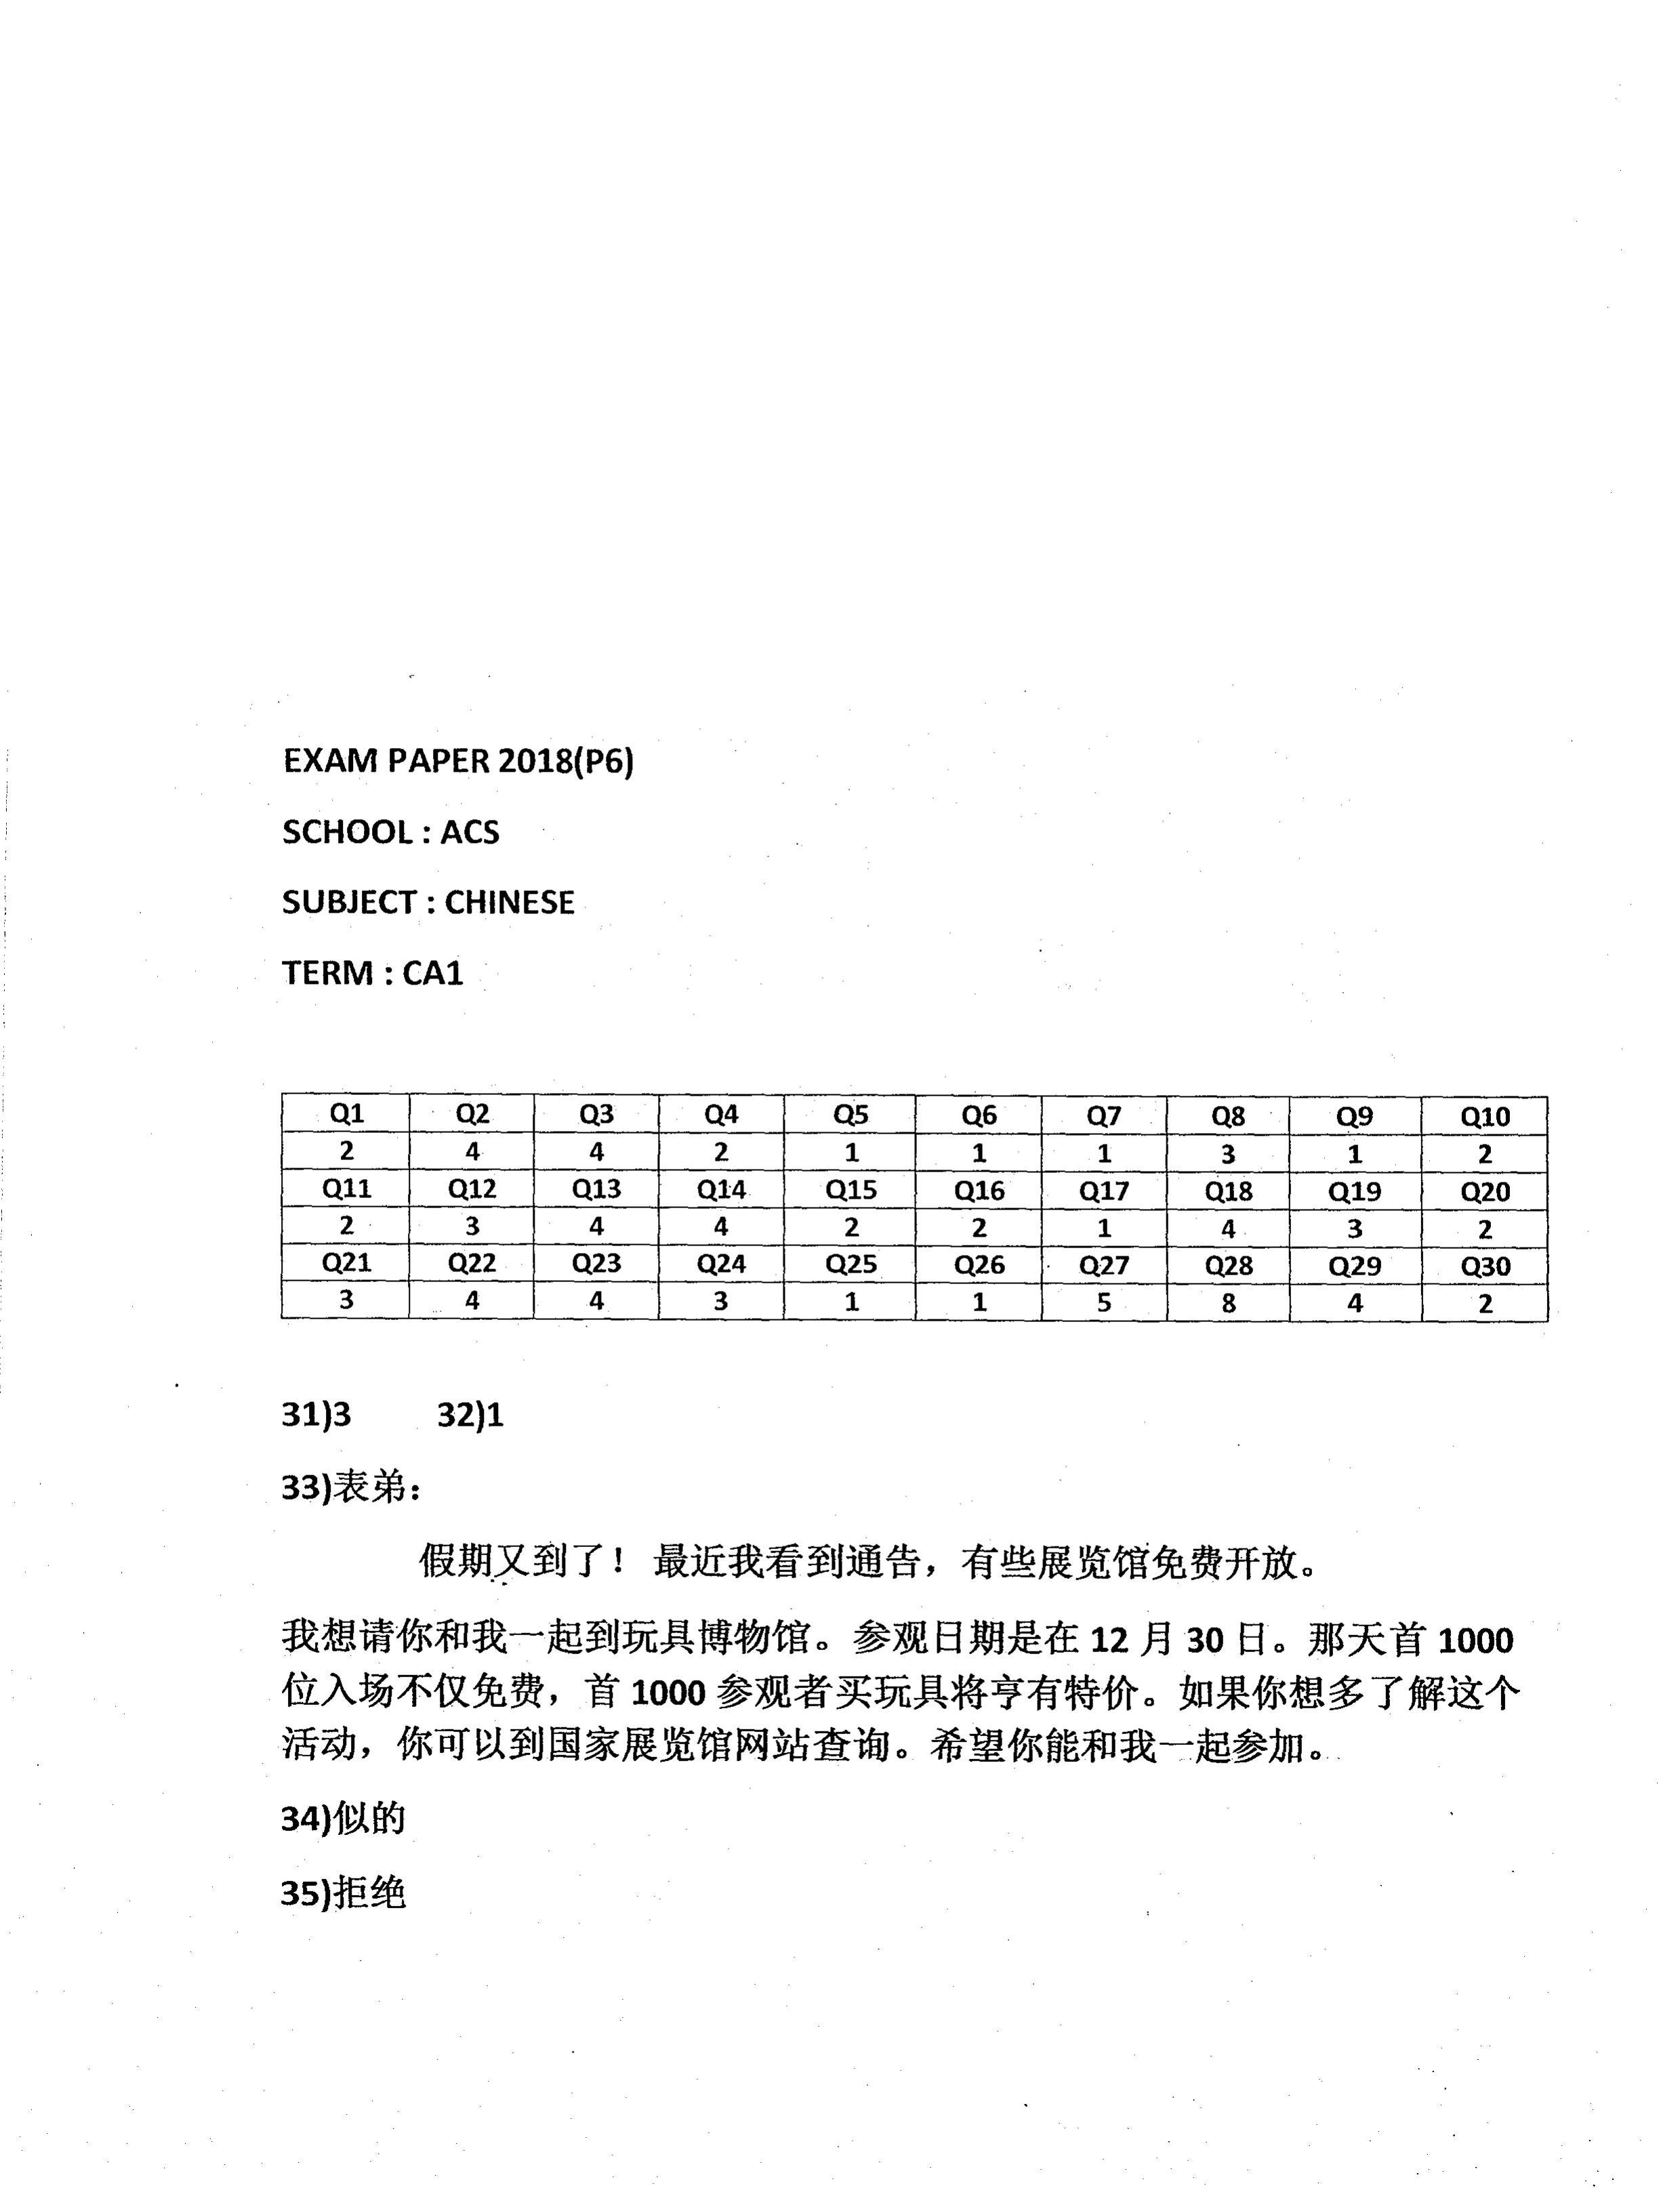 EXAM PAPER 2018(P6)
SCHOOL : ACS
SUBJECT : CHINESE
TERM : CA1
Q1 Q2 Q3 Q4 Q5 Q6 Q7 Q8 Q9 Q10
2 4 4 2 1 1 1 3 1 2
Q11 Q12 Q13 Q14 Q15 Q16 Q17 Q18 Q19 Q20
2 3 4 4 2 2 1 4 3 2
Q21 Q22 Q23 Q24 Q25 Q26 Q27 Q28 Q29 Q30
3 4 4 3 1 1 5 8 4 2
31)3 32)1
33)表弟：
假期又到了！ 最近我看到通告，有些展览馆免费开放。
我想请你和我一起到玩具博物馆。参观日期是在 12 月 30 日。那天首 1000
位入场不仅免费，首 1000 参观者买玩具将亨有特价。如果你想多了解这个
活动，你可以到国家展览馆网站查询。希望你能和我一起参加。
34)似的
35)拒绝